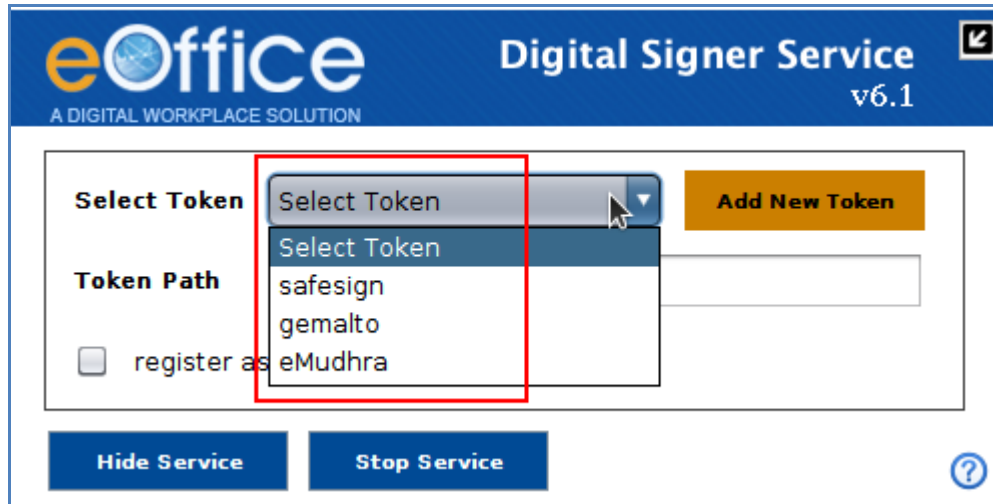 eOffice
A DIGITAL WORKPLACE SOLUTION
Digital Signer Service
v6.1
Select Token
Select Token
Add New Token
Select Token
safesign
gemalto
eMudhra
Token Path
register as
Hide Service
Stop Service
?